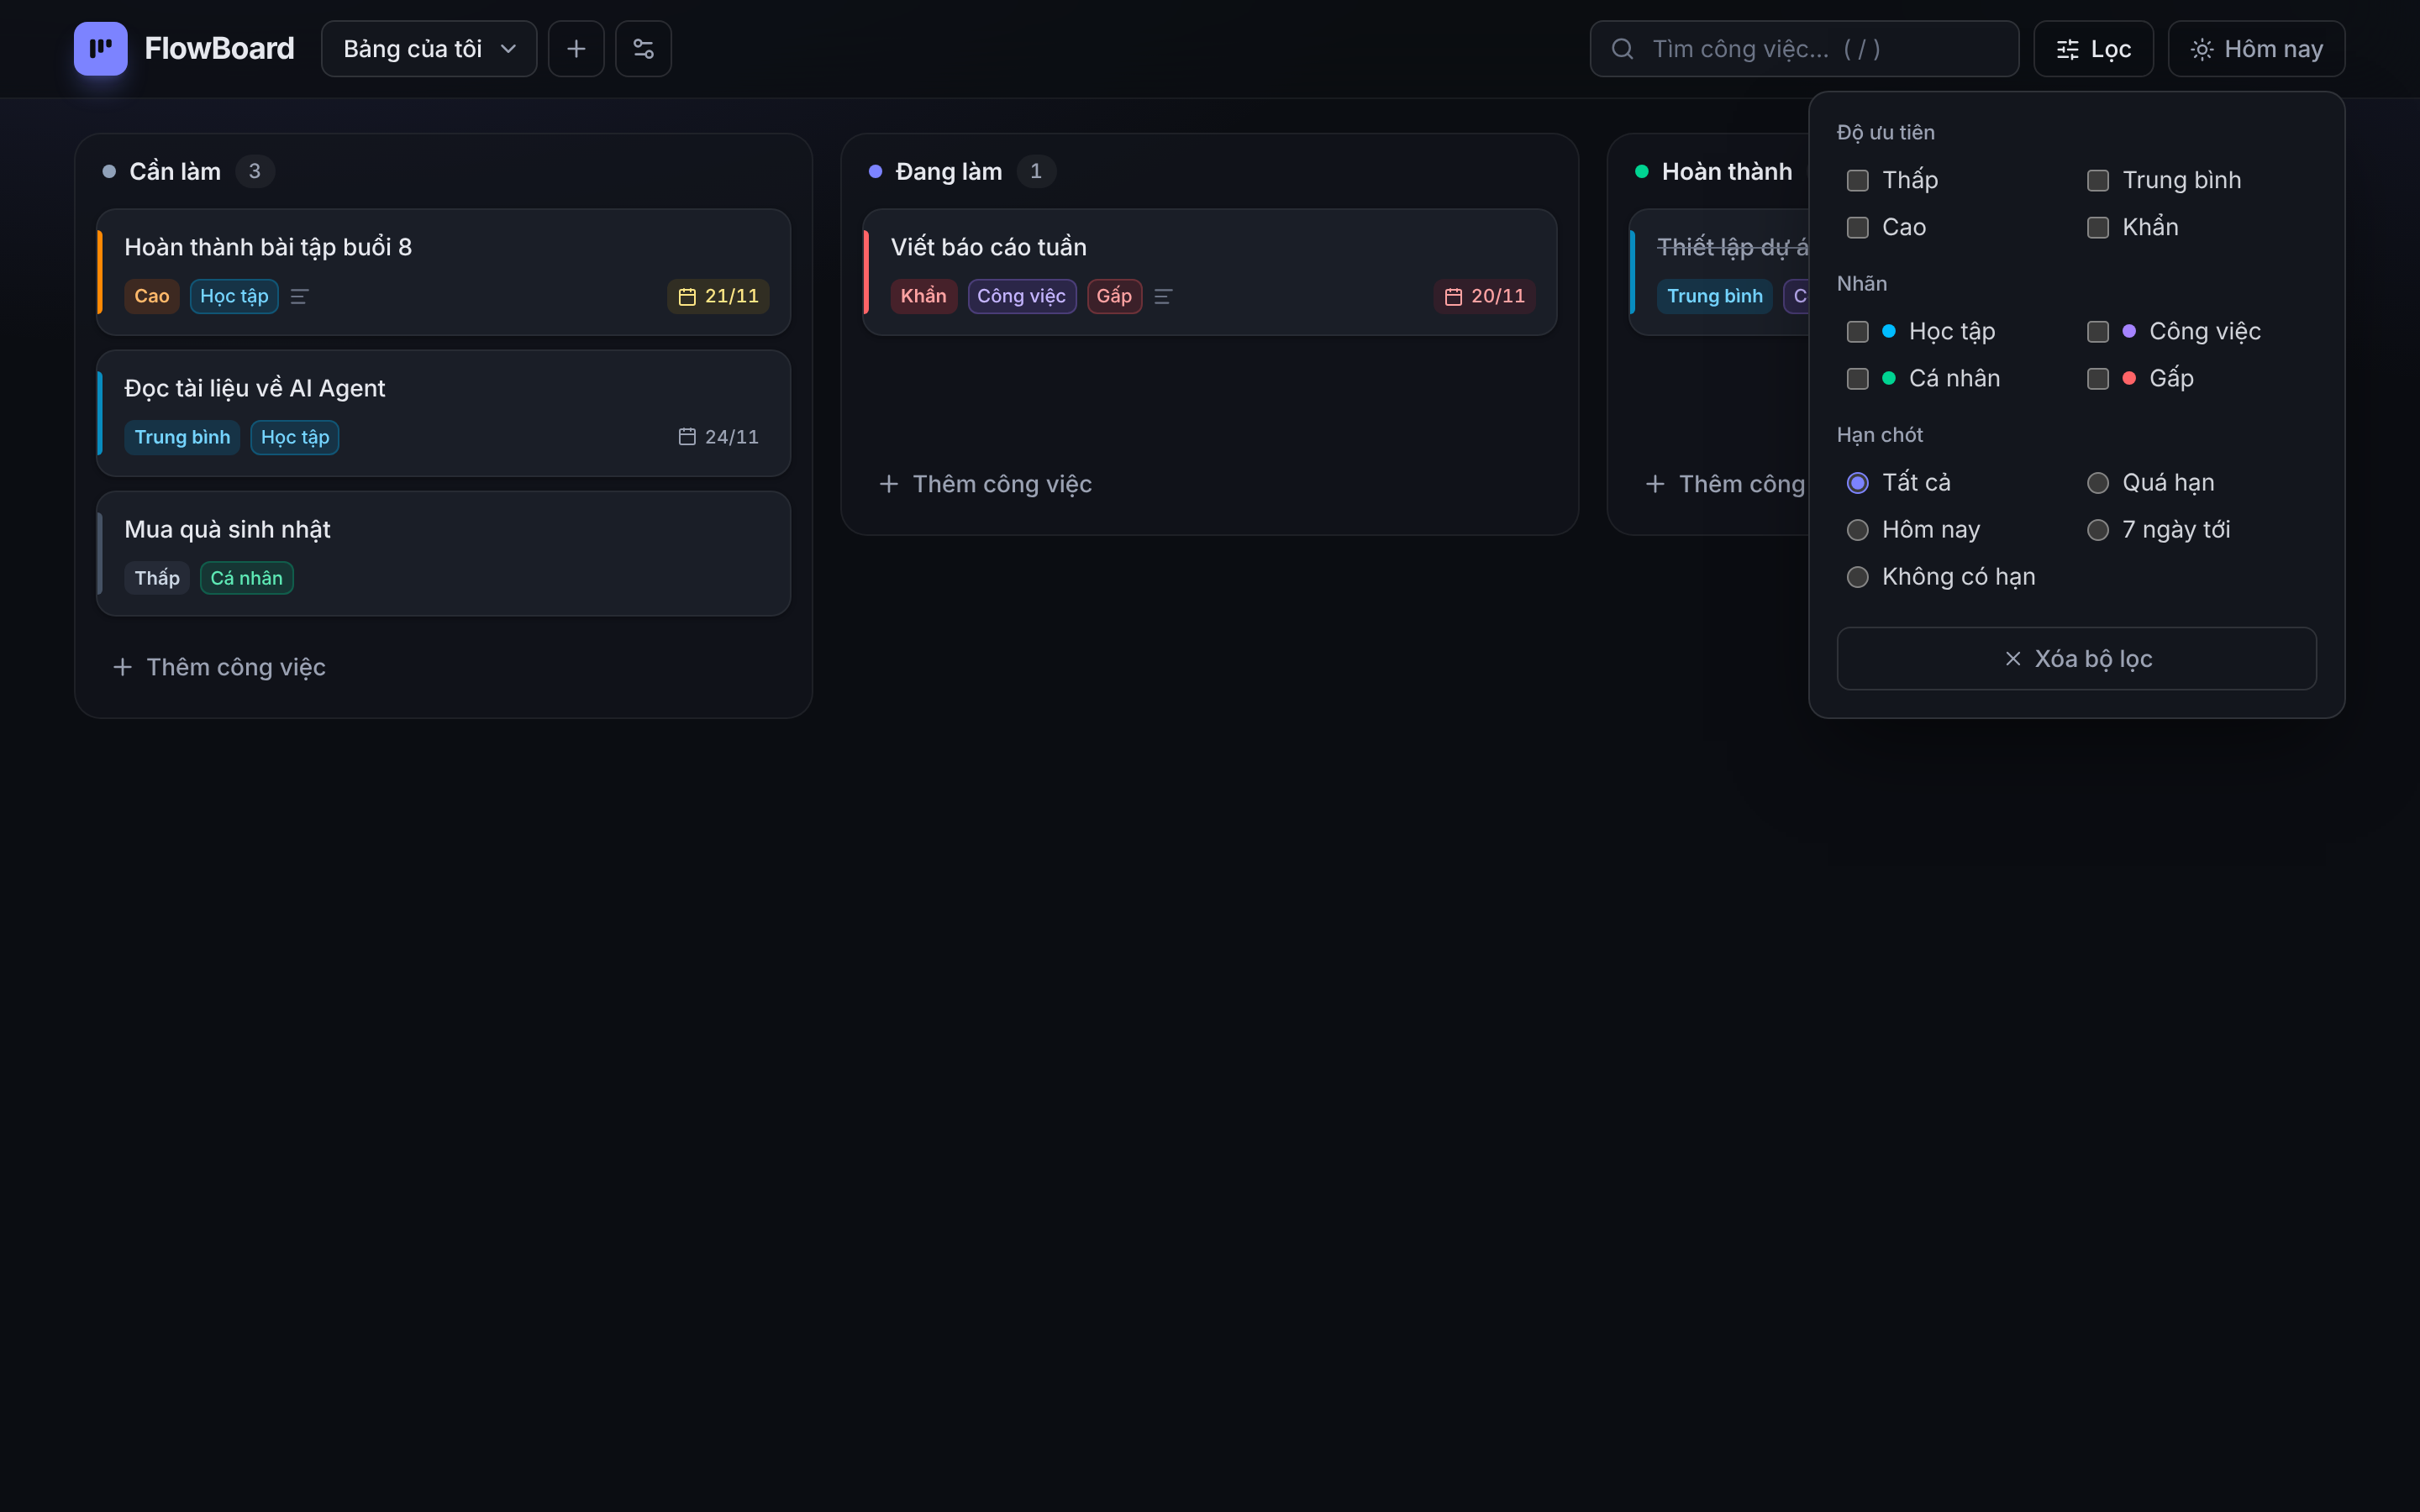 FlowBoard
Bảng của tôi
Tìm công việc... ( / )
Lọc
Hôm nay
Cần làm 3
Hoàn thành bài tập buổi 8
Cao Học tập 21/11
Đọc tài liệu về AI Agent
Trung bình Học tập 24/11
Mua quà sinh nhật
Thấp Cá nhân
Thêm công việc
Đang làm 1
Viết báo cáo tuần
Khẩn Công việc Gấp 20/11
Thêm công việc
Hoàn thành
Thiết lập dự á
Trung bình C
Thêm công
Độ ưu tiên
Thấp Trung bình
Cao Khẩn
Nhãn
Học tập Công việc
Cá nhân Gấp
Hạn chót
Tất cả Quá hạn
Hôm nay 7 ngày tới
Không có hạn
Xóa bộ lọc